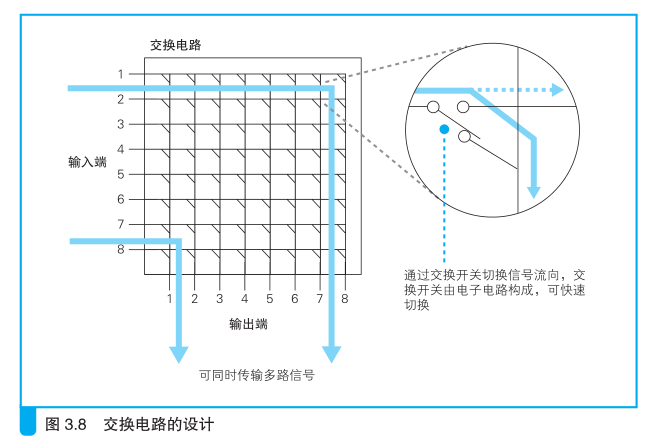 交换电路
1
2
3
4
输入端
5
6
7
8
1 2 3 4 5 6 7 8
输出端
可同时传输多路信号
通过交换开关切换信号流向，交
换开关由电子电路构成，可快速
切换
图 3.8 交换电路的设计